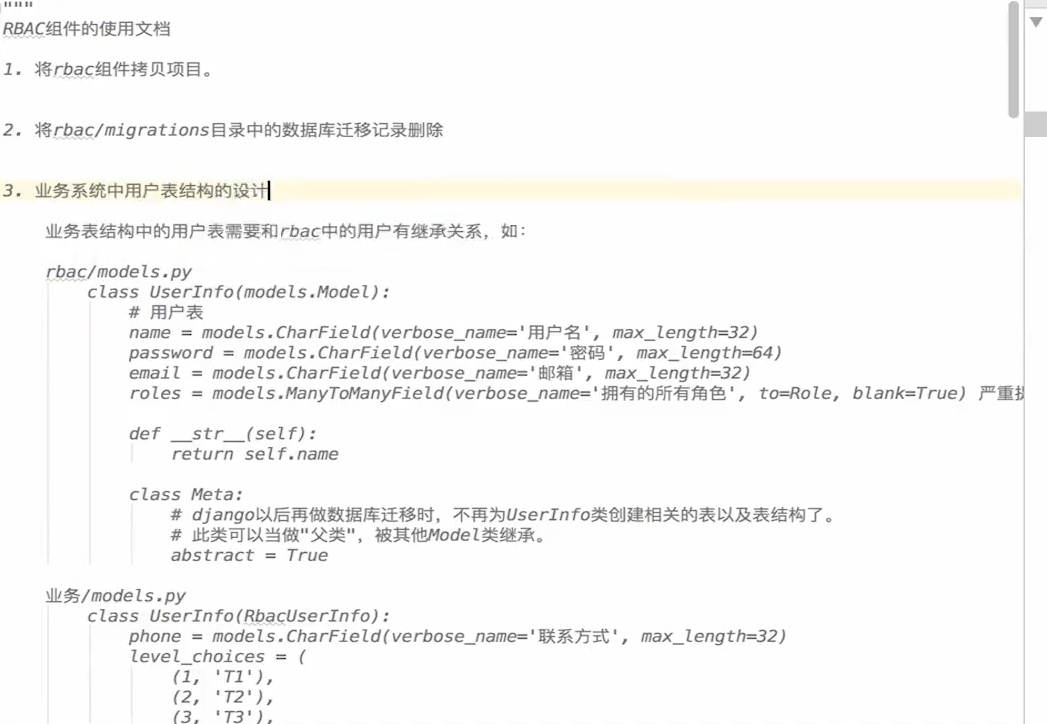 """
RBAC组件的使用文档
1. 将rbac组件拷贝项目。
2. 将rbac/migrations目录中的数据库迁移记录删除
3. 业务系统中用户表结构的设计
业务表结构中的用户表需要和rbac中的用户有继承关系，如：
rbac/models.py
class UserInfo(models.Model):
# 用户表
name = models.CharField(verbose_name='用户名', max_length=32)
password = models.CharField(verbose_name='密码', max_length=64)
email = models.CharField(verbose_name='邮箱', max_length=32)
roles = models.ManyToManyField(verbose_name='拥有的所有角色', to=Role, blank=True) 严重
def __str__(self):
return self.name
class Meta:
# django以后再做数据库迁移时，不再为UserInfo类创建相关的表以及表结构了。
# 此类可以当做"父类"，被其他Model类继承。
abstract = True
业务/models.py
class UserInfo(RbacUserInfo):
phone = models.CharField(verbose_name='联系方式', max_length=32)
level_choices = (
(1, 'T1'),
(2, 'T2'),
(3, 'T3'),